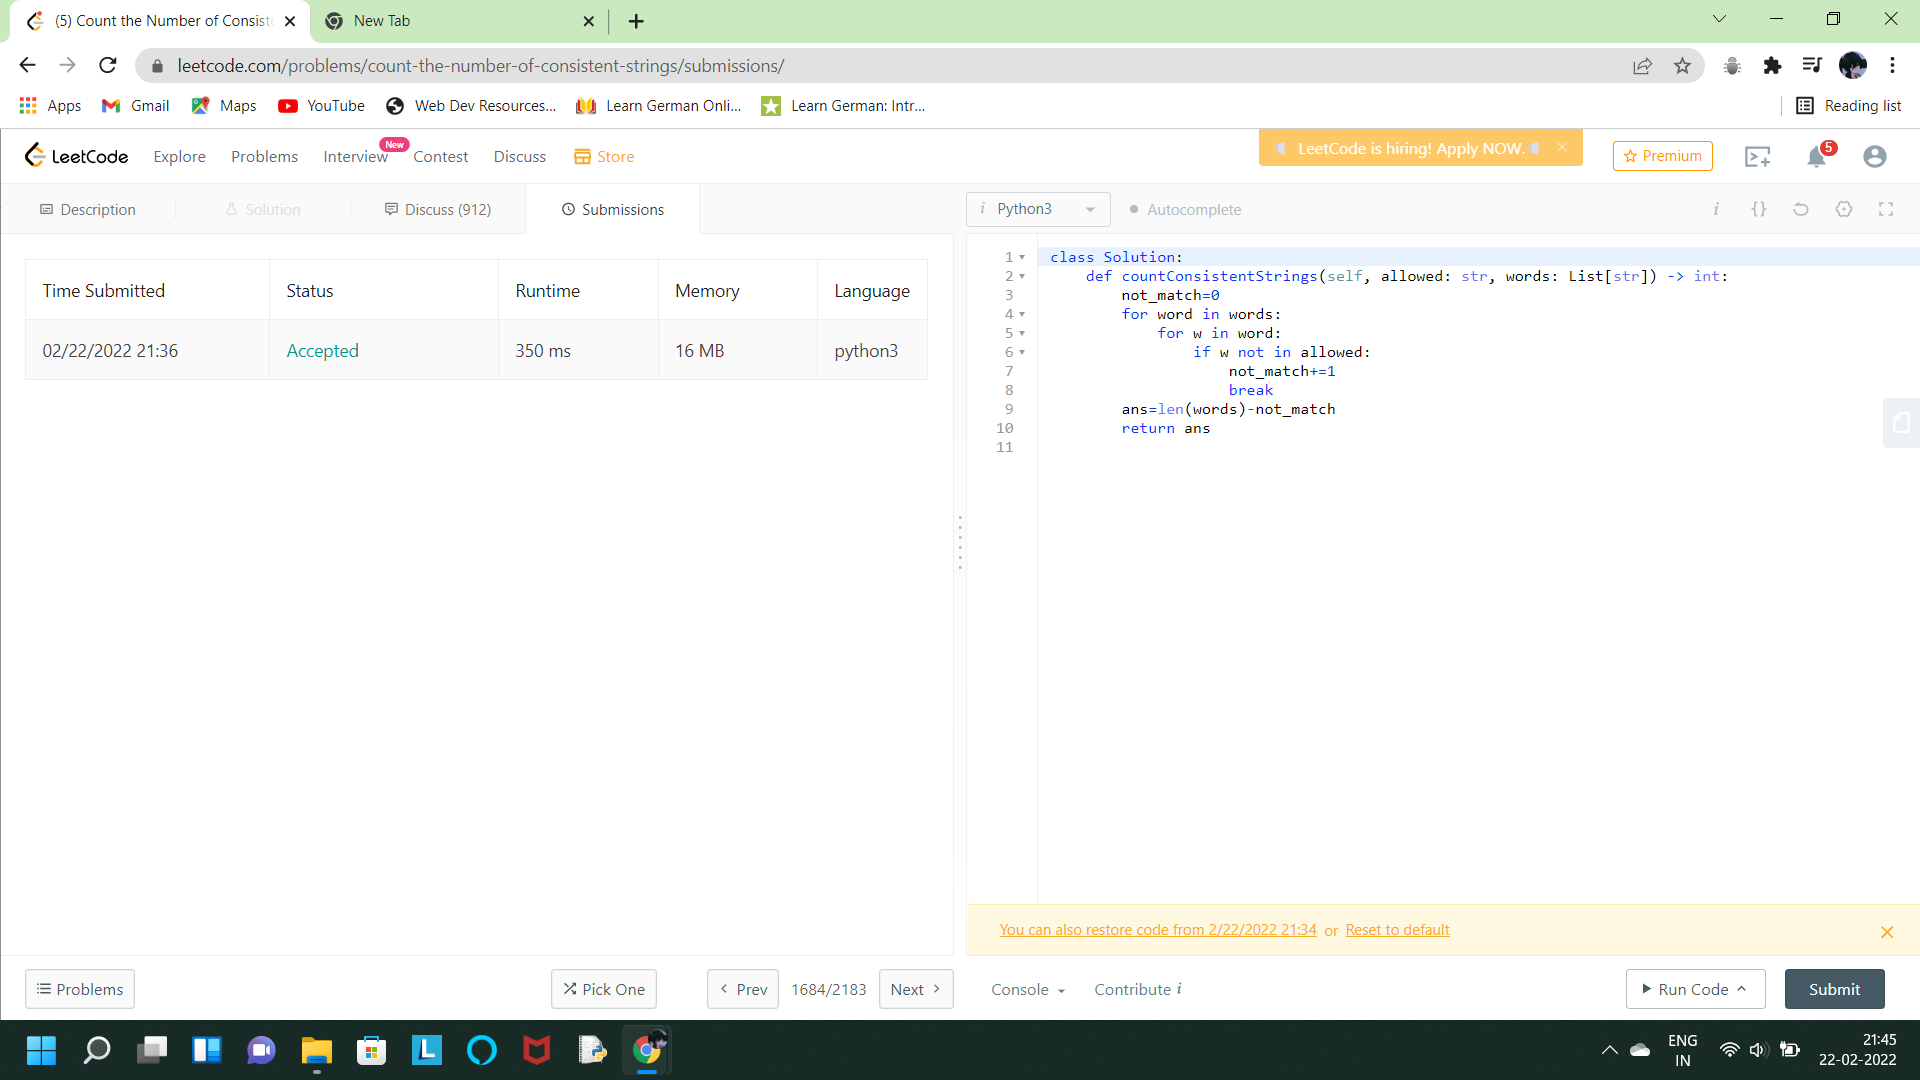 (5) Count the Number of Consiste
New Tab
leetcode.com/problems/count-the-number-of-consistent-strings/submissions/
Apps Gmail Maps YouTube Web Dev Resources... Learn German Onli... Learn German: Intr... Reading list
LeetCode Explore Problems Interview New Contest Discuss Store LeetCode is hiring! Apply NOW. Premium 5
Description Solution Discuss (912) Submissions
i Python3 Autocomplete i {}
Time Submitted Status Runtime Memory Language
02/22/2022 21:36 Accepted 350 ms 16 MB python3
1 class Solution:
2 def countConsistentStrings(self, allowed: str, words: List[str]) -> int:
3 not_match=0
4 for word in words:
5 for w in word:
6 if w not in allowed:
7 not_match+=1
8 break
9 ans=len(words)-not_match
10 return ans
11
You can also restore code from 2/22/2022 21:34 or Reset to default
Problems Pick One < Prev 1684/2183 Next > Console Contribute i Run Code Submit
L
ENG
IN
21:45
22-02-2022